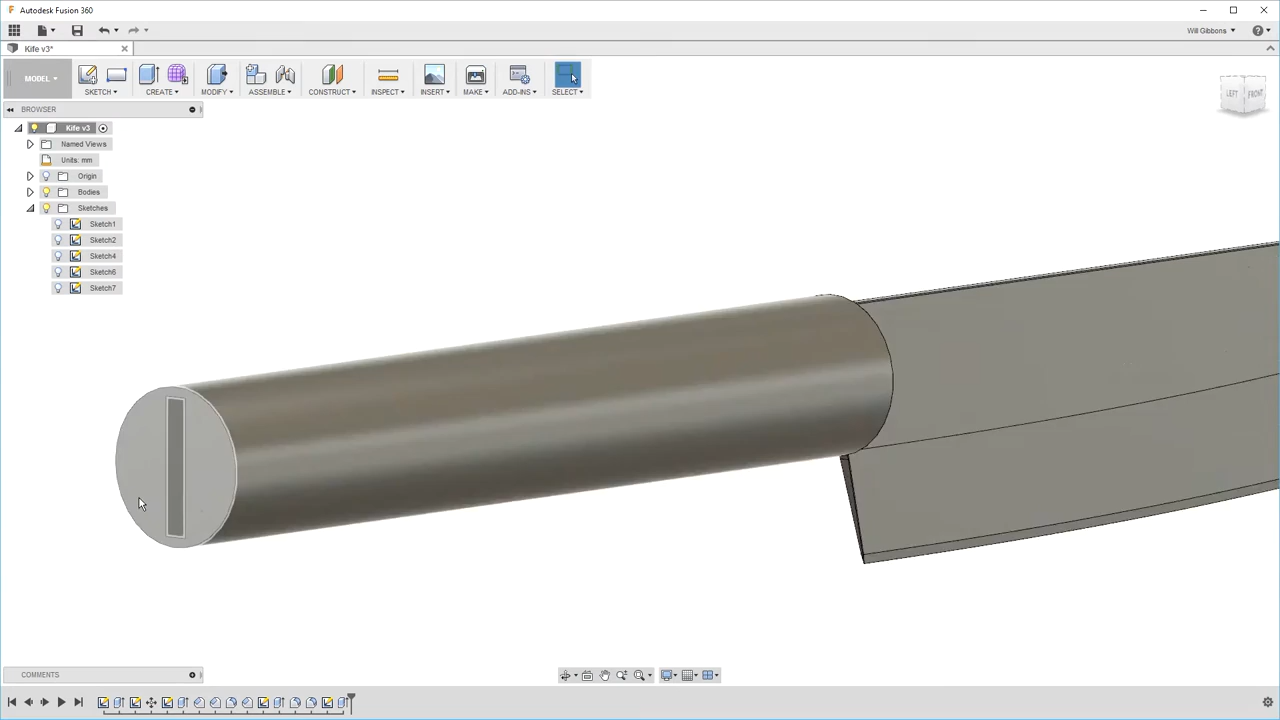 Autodesk Fusion 360
Will Gibbons
Kife v3*
MODEL
SKETCH
CREATE
MODIFY
ASSEMBLE
CONSTRUCT
INSPECT
INSERT
MAKE
ADD-INS
SELECT
LEFT
FRONT
BROWSER
Kife v3
Named Views
Units: mm
Origin
Bodies
Sketches
Sketch1
Sketch2
Sketch4
Sketch6
Sketch7
COMMENTS